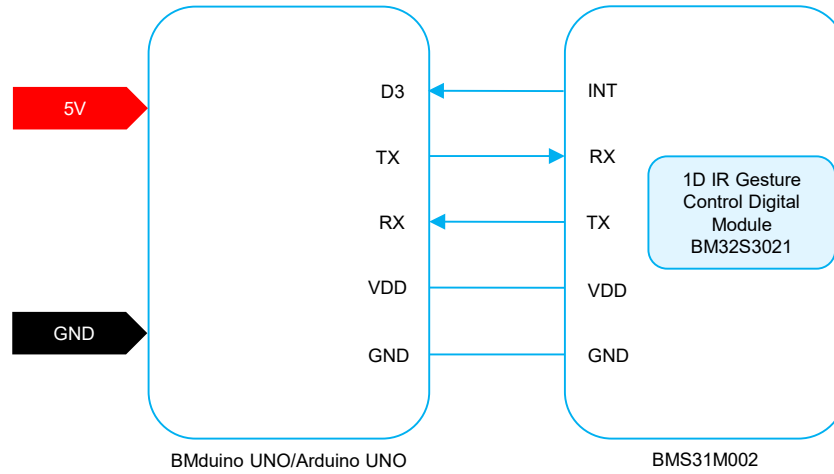 5V
GND
D3
TX
RX
VDD
GND
INT
RX
TX
VDD
GND
1D IR Gesture
Control Digital
Module
BM32S3021
BMduino UNO/Arduino UNO
BMS31M002